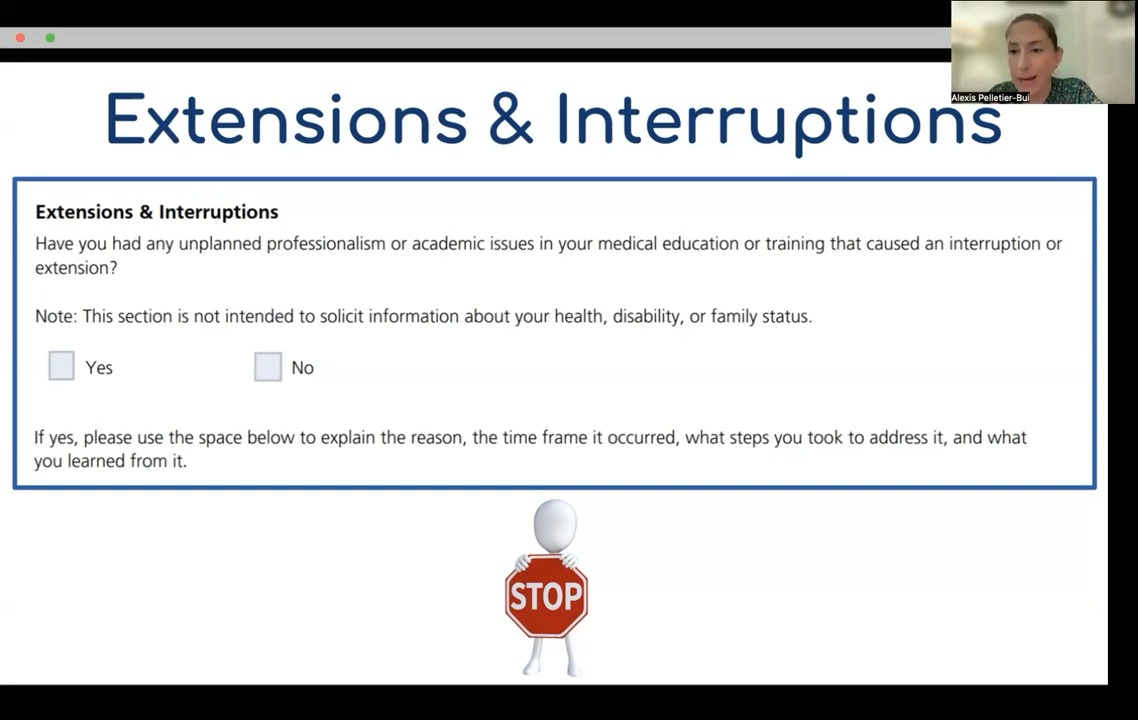 Alexis Pelletier-Bui
Extensions & Interruptions
Extensions & Interruptions
Have you had any unplanned professionalism or academic issues in your medical education or training that caused an interruption or
extension?
Note: This section is not intended to solicit information about your health, disability, or family status.
Yes No
If yes, please use the space below to explain the reason, the time frame it occurred, what steps you took to address it, and what
you learned from it.
STOP